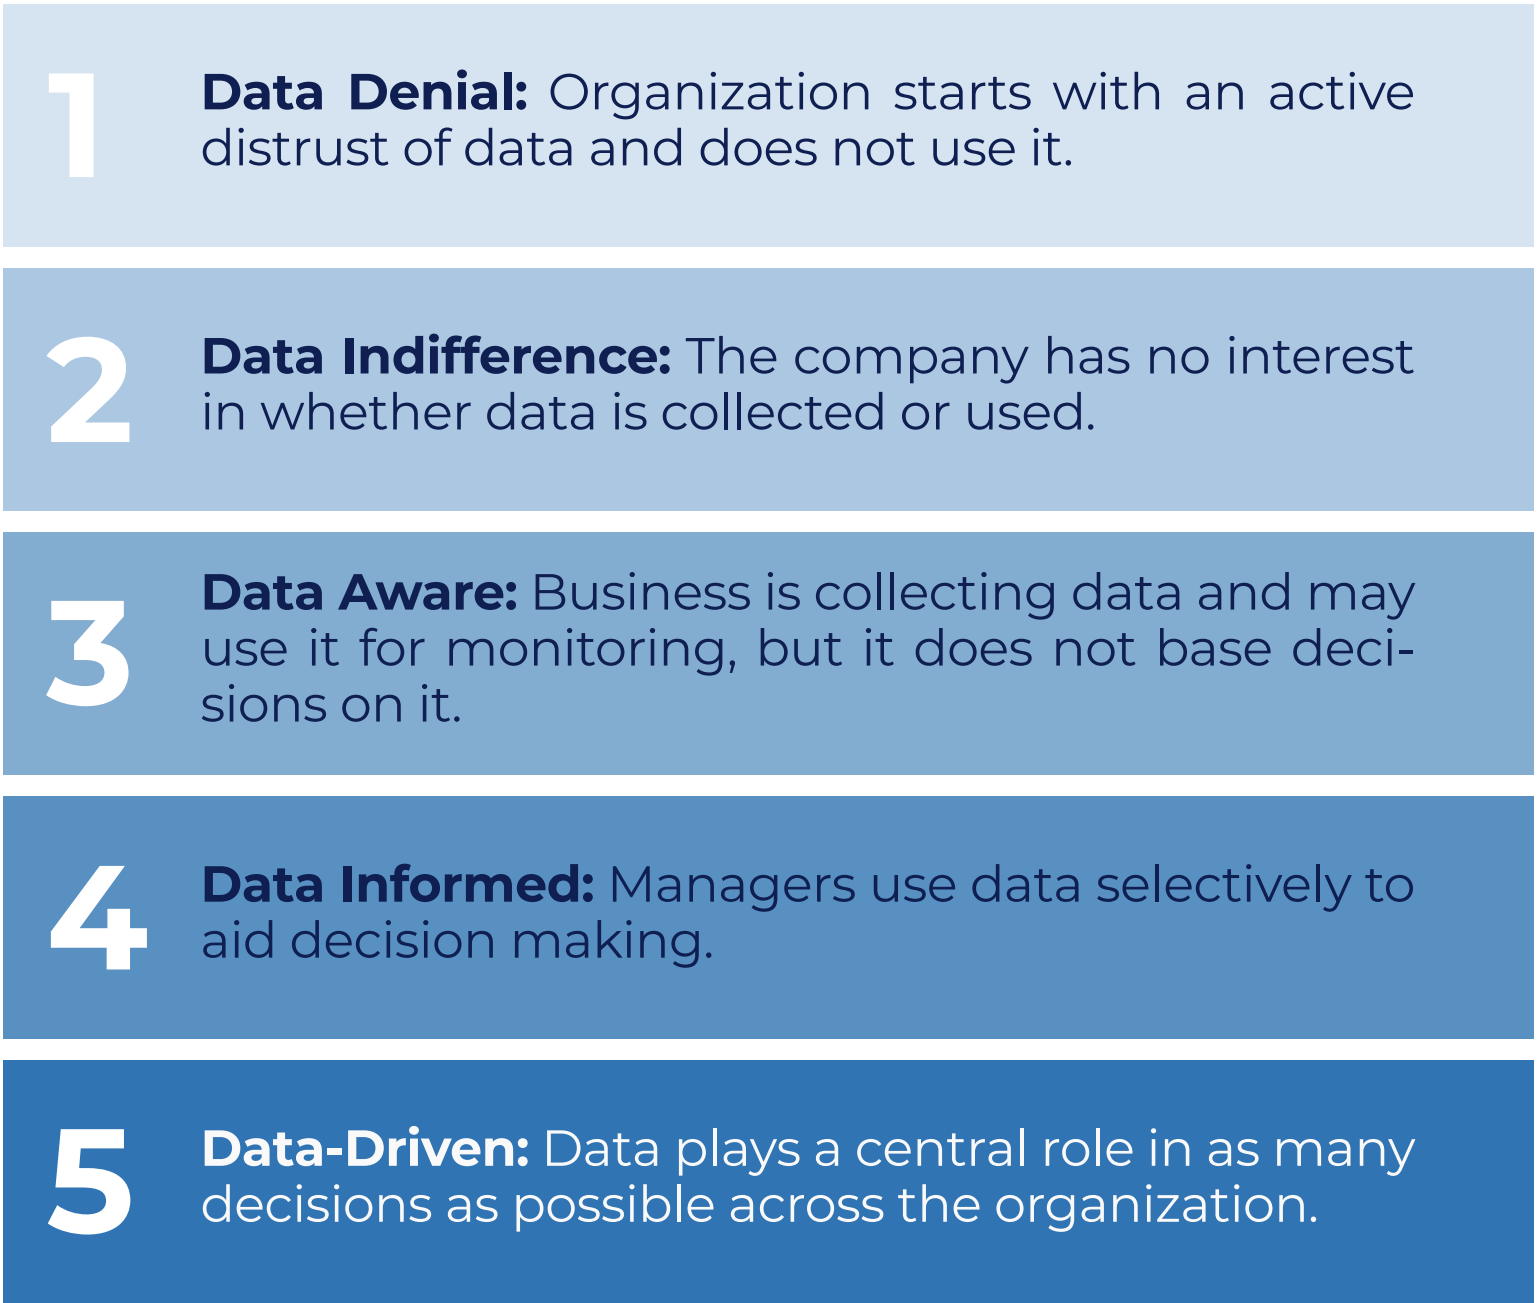 1
Data Denial: Organization starts with an active
distrust of data and does not use it.
2
Data Indifference: The company has no interest
in whether data is collected or used.
3
Data Aware: Business is collecting data and may
use it for monitoring, but it does not base deci-
sions on it.
4
Data Informed: Managers use data selectively to
aid decision making.
5
Data-Driven: Data plays a central role in as many
decisions as possible across the organization.